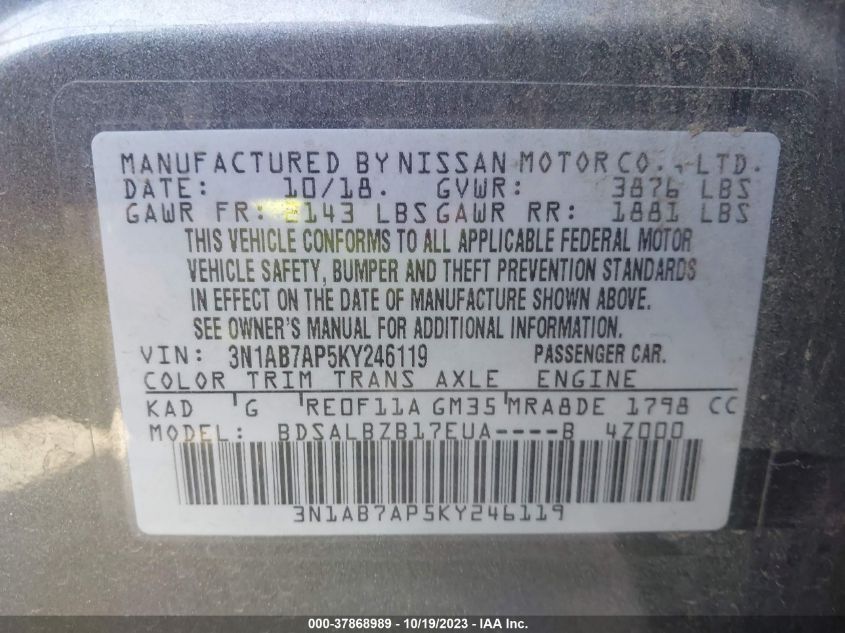 MANUFACTURED BY NISSAN MOTOR CO., LTD.
DATE: 10/18. GVWR: 3876 LBS
GAWR FR: 2143 LBS GAWR RR: 1881 LBS
THIS VEHICLE CONFORMS TO ALL APPLICABLE FEDERAL MOTOR
VEHICLE SAFETY, BUMPER AND THEFT PREVENTION STANDARDS
IN EFFECT ON THE DATE OF MANUFACTURE SHOWN ABOVE.
SEE OWNER'S MANUAL FOR ADDITIONAL INFORMATION.
VIN: 3N1AB7AP5KY246119 PASSENGER CAR.
COLOR TRIM TRANS AXLE ENGINE
KAD G RE0F11A GM35 MRA8DE 1798 CC
MODEL: BDSALBZB17EUA----B 4Z000
3N1AB7AP5KY246119
000-37868989 - 10/19/2023 - IAAI.com